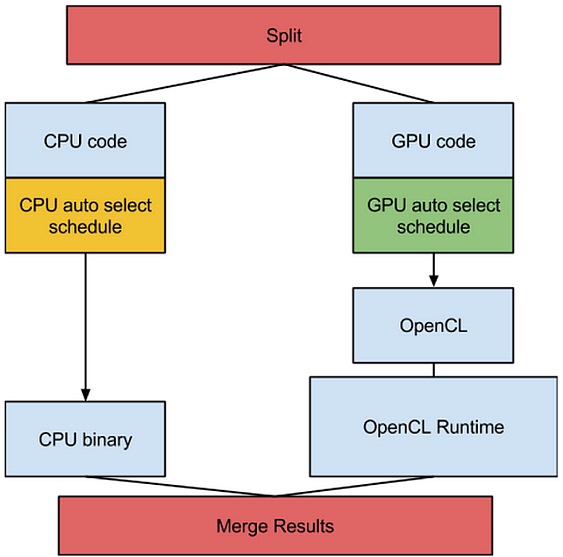 Split
CPU code
GPU code
CPU auto select
schedule
GPU auto select
schedule
OpenCL
OpenCL Runtime
CPU binary
Merge Results